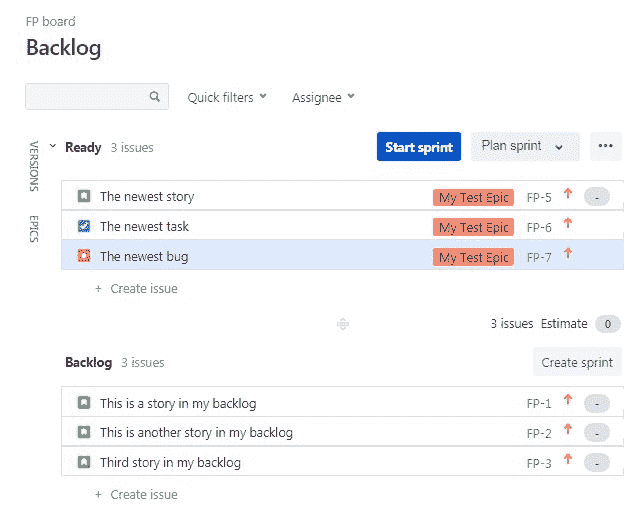 FP board
Backlog
Quick filters Assignee
VERSIONS
EPICS
Ready 3 issues Start sprint Plan sprint ...
The newest story My Test Epic FP-5 -
The newest task My Test Epic FP-6
The newest bug My Test Epic FP-7
+ Create issue
3 issues Estimate 0
Backlog 3 issues Create sprint
This is a story in my backlog FP-1 -
This is another story in my backlog FP-2 -
Third story in my backlog FP-3 -
+ Create issue